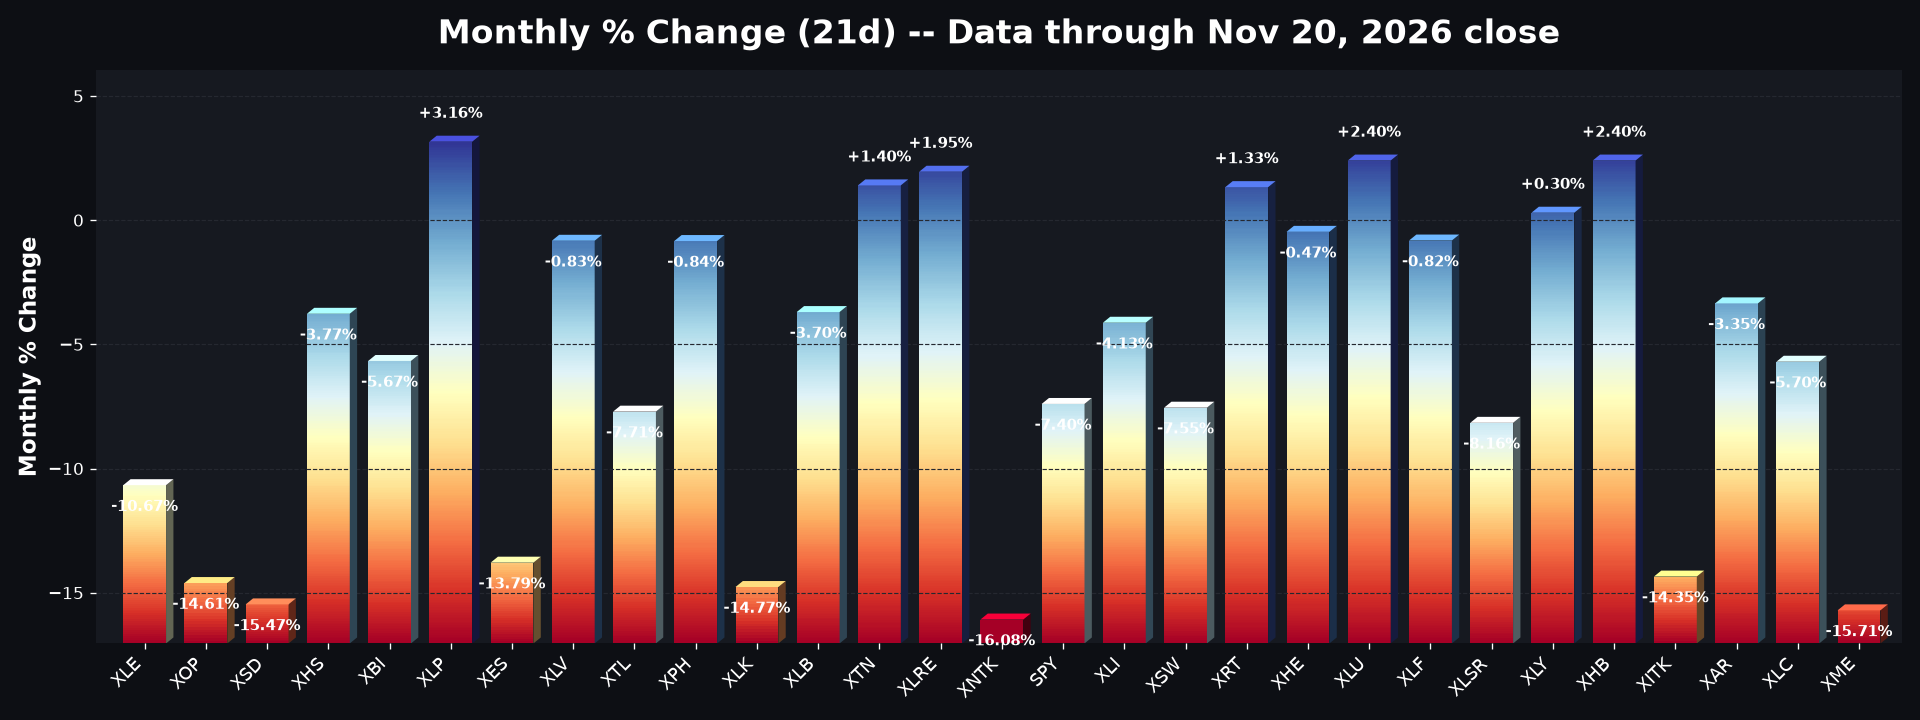 Monthly % Change (21d) -- Data through Nov 20, 2026 close
Monthly % Change
5
0
−5
−10
−15
-10.67%
-14.61%
-15.47%
-3.77%
-5.67%
+3.16%
-13.79%
-0.83%
-7.71%
-0.84%
-14.77%
-3.70%
+1.40%
+1.95%
-16.08%
-7.40%
-4.13%
-7.55%
+1.33%
-0.47%
+2.40%
-0.82%
-8.16%
+0.30%
+2.40%
-14.35%
-3.35%
-5.70%
-15.71%
XLE
XOP
XSD
XHS
XBI
XLP
XES
XLV
XTL
XPH
XLK
XLB
XTN
XLRE
XNTK
SPY
XLI
XSW
XRT
XHE
XLU
XLF
XLSR
XLY
XHB
XITK
XAR
XLC
XME